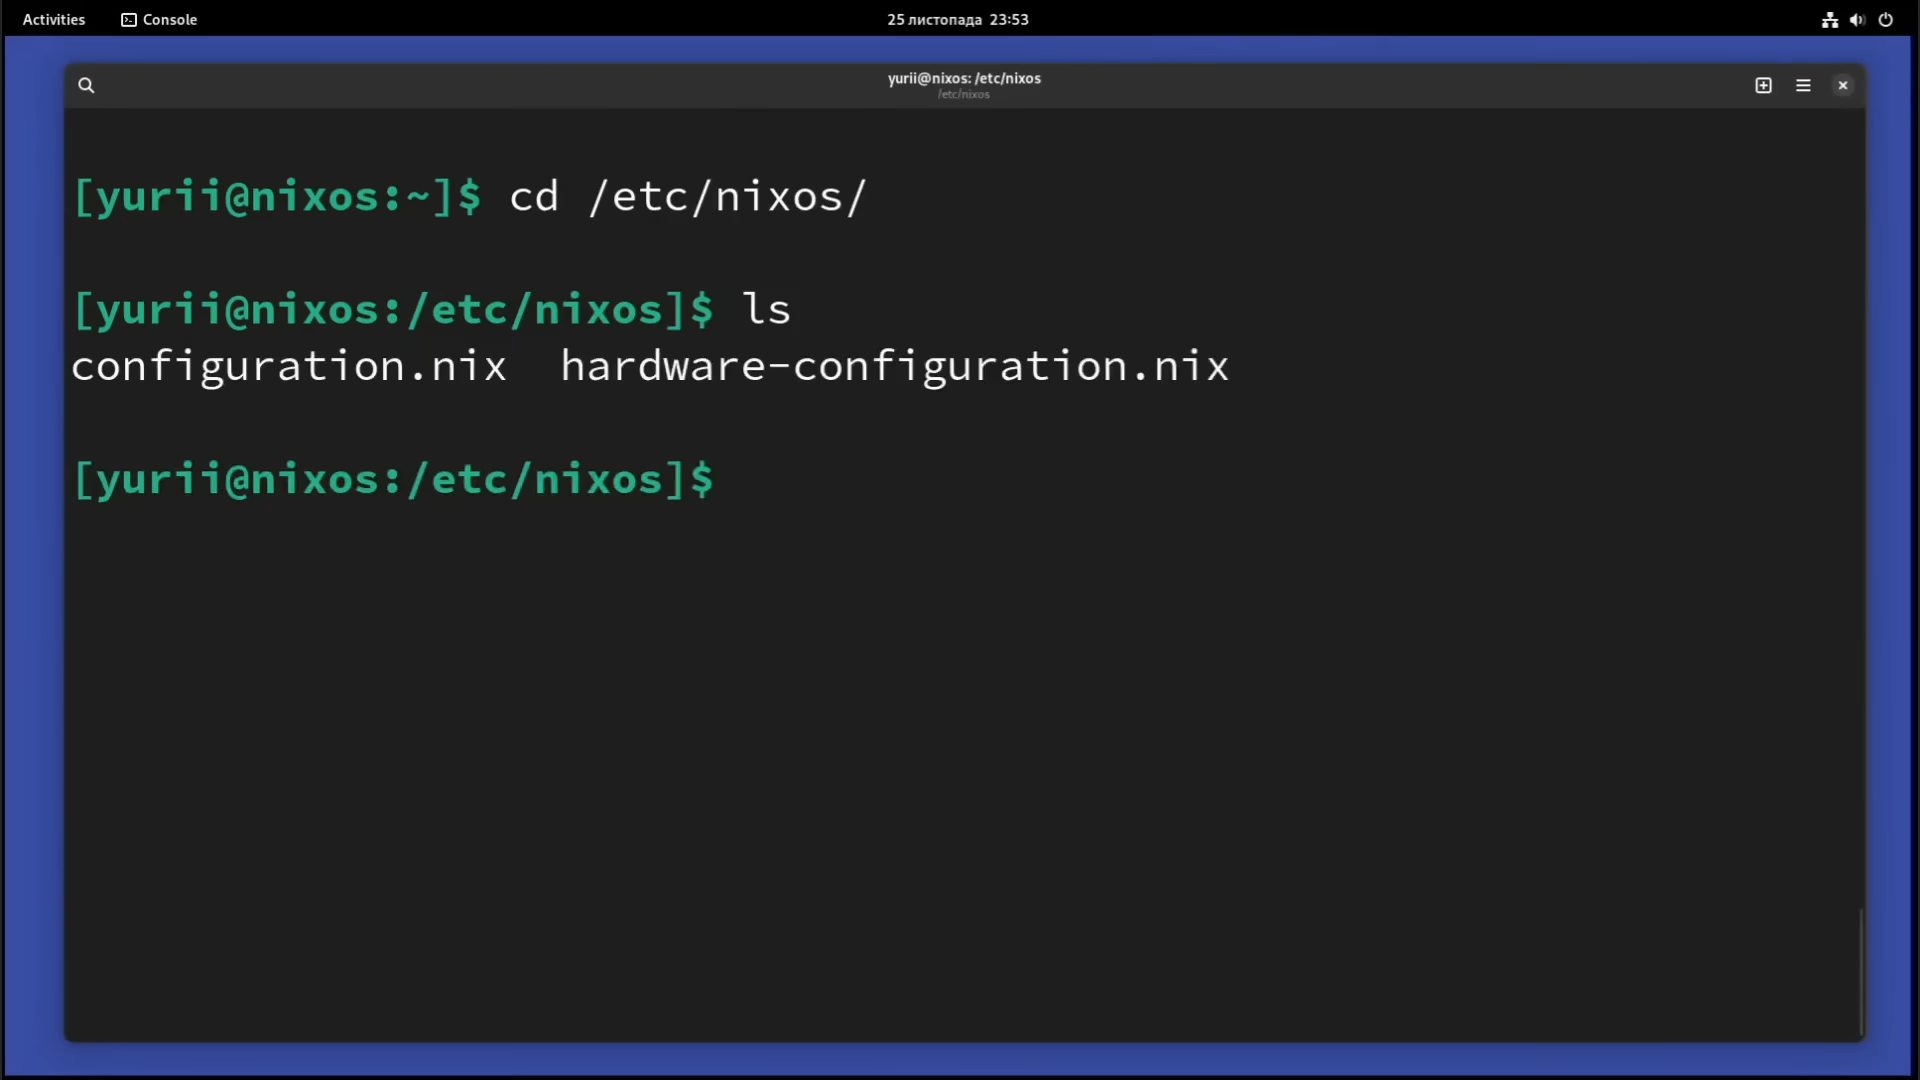 Activities
Console
25 листопада 23:53
yurii@nixos: /etc/nixos
/etc/nixos
[yurii@nixos:~]$ cd /etc/nixos/
[yurii@nixos:/etc/nixos]$ ls
configuration.nix  hardware-configuration.nix
[yurii@nixos:/etc/nixos]$